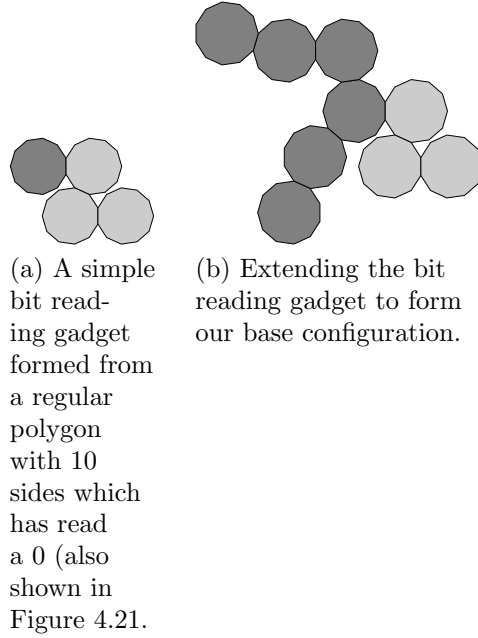 (a) A simple
bit read-
ing gadget
formed from
a regular
polygon
with 10
sides which
has read
a 0 (also
shown in
Figure 4.21.
(b) Extending the bit
reading gadget to form
our base configuration.